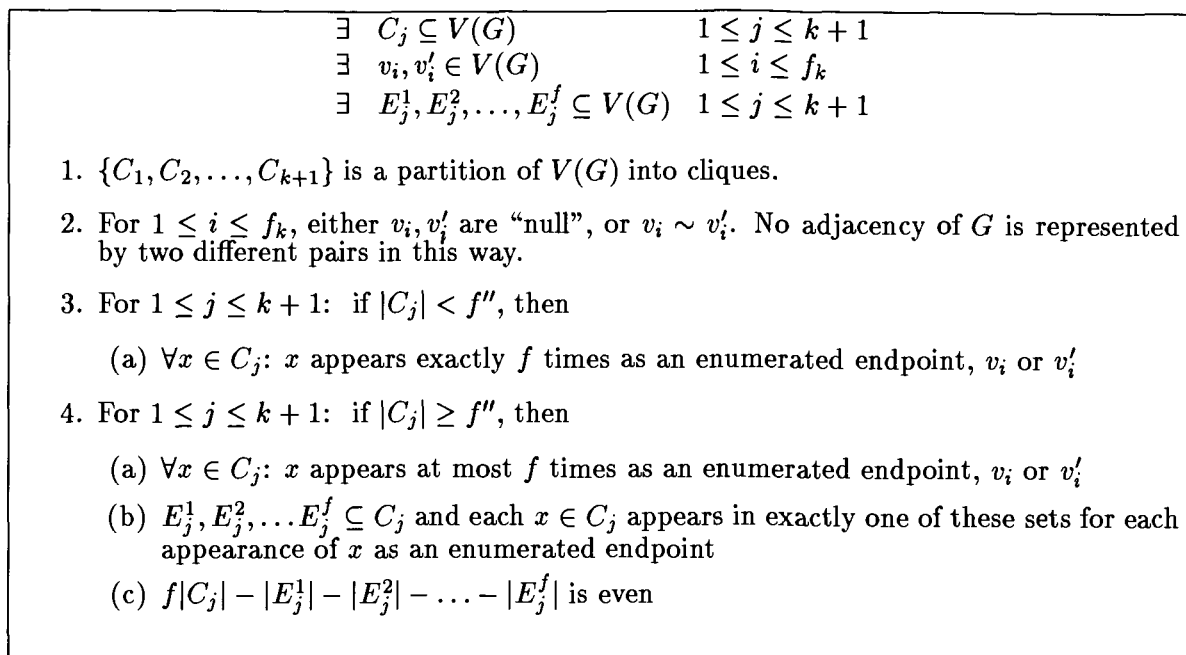 ∃ C_j ⊆ V(G) 1 ≤ j ≤ k + 1
∃ v_i, v'_i ∈ V(G) 1 ≤ i ≤ f_k
∃ E_j^1, E_j^2, ..., E_j^f ⊆ V(G) 1 ≤ j ≤ k + 1
1. {C_1, C_2, ..., C_{k+1}} is a partition of V(G) into cliques.
2. For 1 ≤ i ≤ f_k, either v_i, v'_i are “null”, or v_i ∼ v'_i. No adjacency of G is represented
by two different pairs in this way.
3. For 1 ≤ j ≤ k + 1: if |C_j| < f'', then
(a) ∀x ∈ C_j: x appears exactly f times as an enumerated endpoint, v_i or v'_i
4. For 1 ≤ j ≤ k + 1: if |C_j| ≥ f'', then
(a) ∀x ∈ C_j: x appears at most f times as an enumerated endpoint, v_i or v'_i
(b) E_j^1, E_j^2, ... E_j^f ⊆ C_j and each x ∈ C_j appears in exactly one of these sets for each
appearance of x as an enumerated endpoint
(c) f|C_j| − |E_j^1| − |E_j^2| − ... − |E_j^f| is even